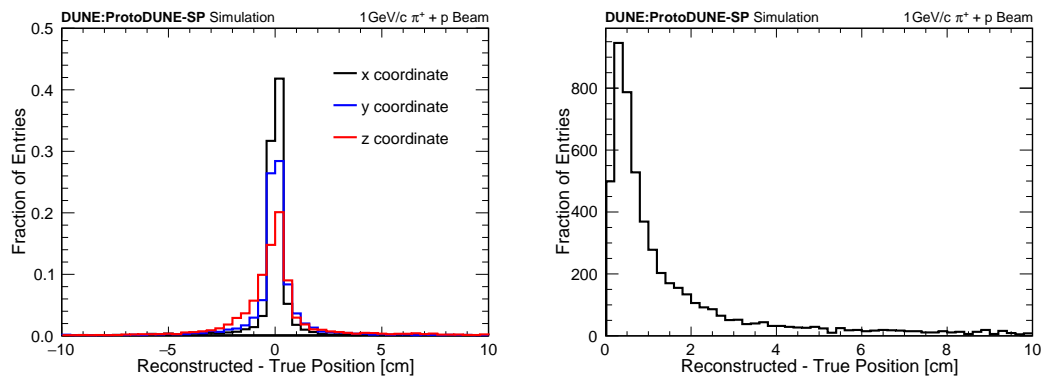 DUNE:ProtoDUNE-SP Simulation
1GeV/c π⁺ + p Beam
0.5
0.4
0.3
0.2
0.1
0.0
Fraction of Entries
x coordinate
y coordinate
z coordinate
−10
−5
0
5
10
Reconstructed - True Position [cm]
DUNE:ProtoDUNE-SP Simulation
1GeV/c π⁺ + p Beam
800
600
400
200
0
Fraction of Entries
0
2
4
6
8
10
Reconstructed - True Position [cm]